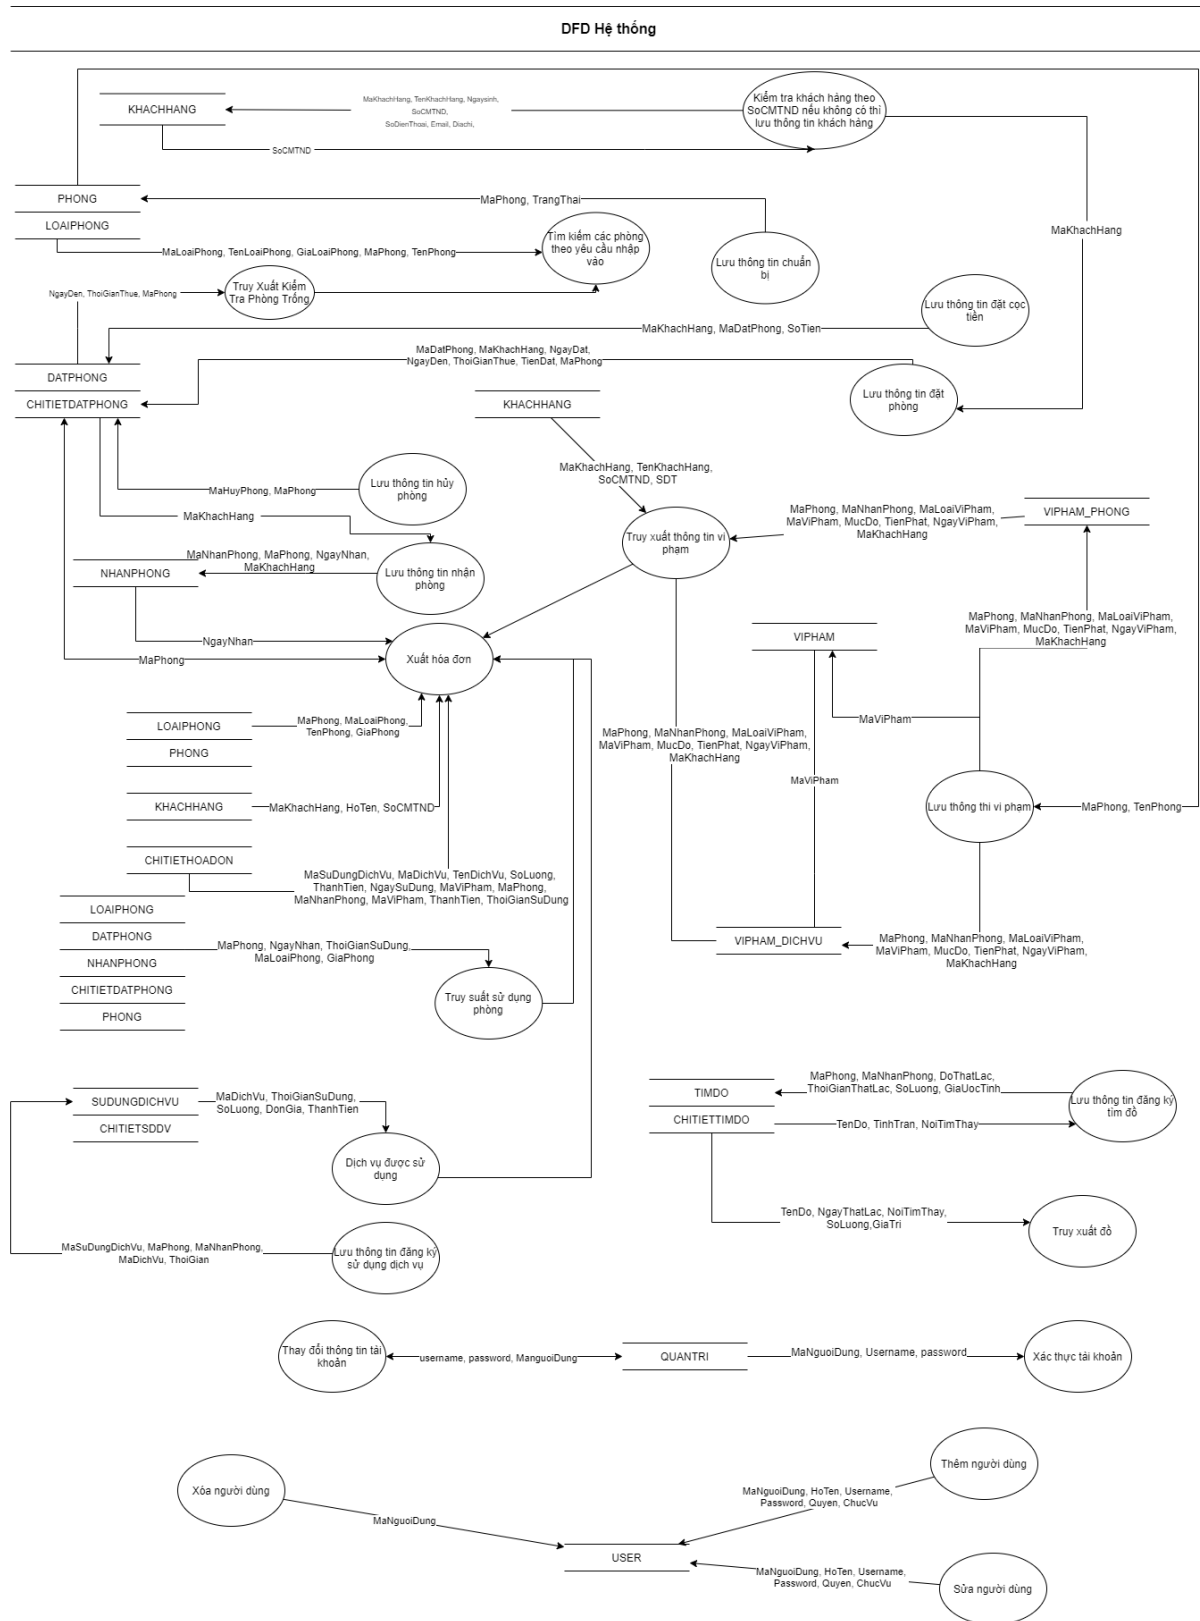 DFD Hệ thống
KHACHHANG
MaKhachHang, TenKhachHang, Ngaysinh,
SoCMTND,
SoDienThoai, Email, Diachi,
Kiểm tra khách hàng theo
SoCMTND nếu không có thì
lưu thông tin khách hàng
SoCMTND
PHONG
MaPhong, TrangThai
LOAIPHONG
MaLoaiPhong, TenLoaiPhong, GiaLoaiPhong, MaPhong, TenPhong
Tìm kiếm các phòng
theo yêu cầu nhập
vào
Lưu thông tin chuẩn
bị
MaKhachHang
NgayDen, ThoiGianThue, MaPhong
Truy Xuất Kiểm
Tra Phòng Trống
Lưu thông tin đặt cọc
tiền
MaKhachHang, MaDatPhong, SoTien
DATPHONG
MaDatPhong, MaKhachHang, NgayDat,
NgayDen, ThoiGianThue, TienDat, MaPhong
CHITIETDATPHONG
KHACHHANG
Lưu thông tin đặt
phòng
MaKhachHang, TenKhachHang,
SoCMTND, SDT
MaHuyPhong, MaPhong
Lưu thông tin hủy
phòng
MaKhachHang
Truy xuất thông tin vi
phạm
MaPhong, MaNhanPhong, MaLoaiViPham,
MaViPham, MucDo, TienPhat, NgayViPham,
MaKhachHang
VIPHAM_PHONG
NHANPHONG
MaNhanPhong, MaPhong, NgayNhan,
MaKhachHang
Lưu thông tin nhận
phòng
NgayNhan
MaPhong
Xuất hóa đơn
VIPHAM
MaPhong, MaNhanPhong, MaLoaiViPham,
MaViPham, MucDo, TienPhat, NgayViPham,
MaKhachHang
LOAIPHONG
MaPhong, MaLoaiPhong,
TenPhong, GiaPhong
PHONG
MaPhong, MaNhanPhong, MaLoaiViPham,
MaViPham, MucDo, TienPhat, NgayViPham,
MaKhachHang
MaViPham
MaViPham
KHACHHANG
MaKhachHang, HoTen, SoCMTND
Lưu thông thi vi phạm
MaPhong, TenPhong
CHITIETHOADON
MaSuDungDichVu, MaDichVu, TenDichVu, SoLuong,
ThanhTien, NgaySuDung, MaViPham, MaPhong,
MaNhanPhong, MaViPham, ThanhTien, ThoiGianSuDung
LOAIPHONG
DATPHONG
NHANPHONG
CHITIETDATPHONG
PHONG
MaPhong, NgayNhan, ThoiGianSuDung,
MaLoaiPhong, GiaPhong
Truy suất sử dụng
phòng
VIPHAM_DICHVU
MaPhong, MaNhanPhong, MaLoaiViPham,
MaViPham, MucDo, TienPhat, NgayViPham,
MaKhachHang
SUDUNGDICHVU
CHITIETSDDV
MaDichVu, ThoiGianSuDung,
SoLuong, DonGia, ThanhTien
Dịch vụ được sử
dụng
TIMDO
CHITIETTIMDO
MaPhong, MaNhanPhong, DoThatLac,
ThoiGianThatLac, SoLuong, GiaUocTinh
Lưu thông tin đăng ký
tìm đồ
TenDo, TinhTran, NoiTimThay
TenDo, NgayThatLac, NoiTimThay,
SoLuong,GiaTri
Truy xuất đồ
MaSuDungDichVu, MaPhong, MaNhanPhong,
MaDichVu, ThoiGian
Lưu thông tin đăng ký
sử dụng dịch vụ
Thay đổi thông tin tài
khoản
username, password, ManguoiDung
QUANTRI
MaNguoiDung, Username, password
Xác thực tài khoản
Xóa người dùng
MaNguoiDung
Thêm người dùng
MaNguoiDung, HoTen, Username,
Password, Quyen, ChucVu
USER
MaNguoiDung, HoTen, Username,
Password, Quyen, ChucVu
Sửa người dùng